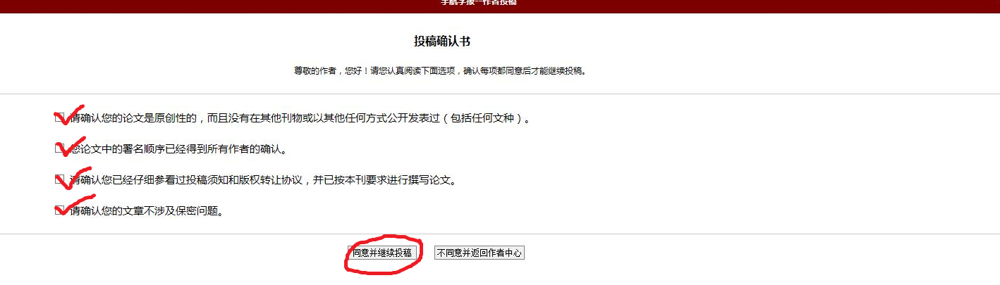 宇航学报--作者投稿
投稿确认书
尊敬的作者，您好！请您认真阅读下面选项，确认每项都同意后才能继续投稿。
请确认您的论文是原创性的，而且没有在其他刊物或以其他任何方式公开发表过（包括任何文种）。
您论文中的署名顺序已经得到所有作者的确认。
请确认您已经仔细参看过投稿须知和版权转让协议，并已按本刊要求进行撰写论文。
请确认您的文章不涉及保密问题。
同意并继续投稿 不同意并返回作者中心